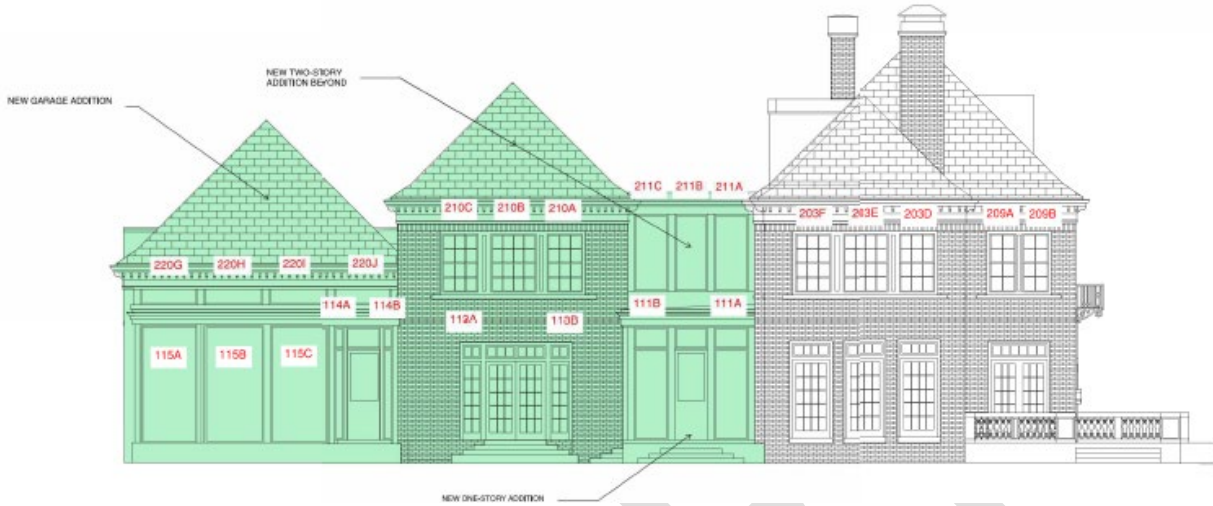 NEW TWO-STORY
ADDITION BEYOND
NEW GARAGE ADDITION
211C 211B 211A
210C 210B 210A
203F 203E 203D 209A 209B
220G 220H 220I 220J
114A 114B
111B 111A
112A 113B
115A 115B 115C
NEW ONE-STORY ADDITION